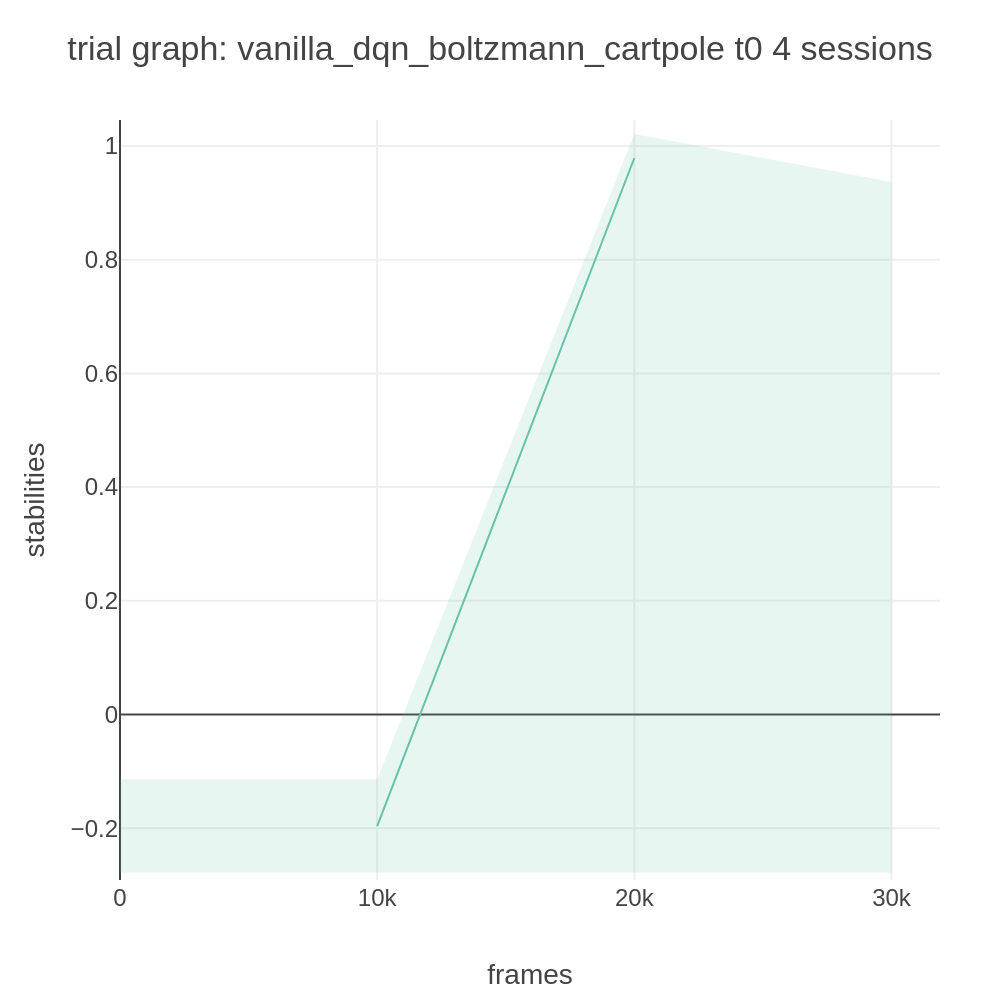 trial graph: vanilla_dqn_boltzmann_cartpole t0 4 sessions
1
0.8
0.6
0.4
0.2
0
−0.2
stabilities
0 10k 20k 30k
frames